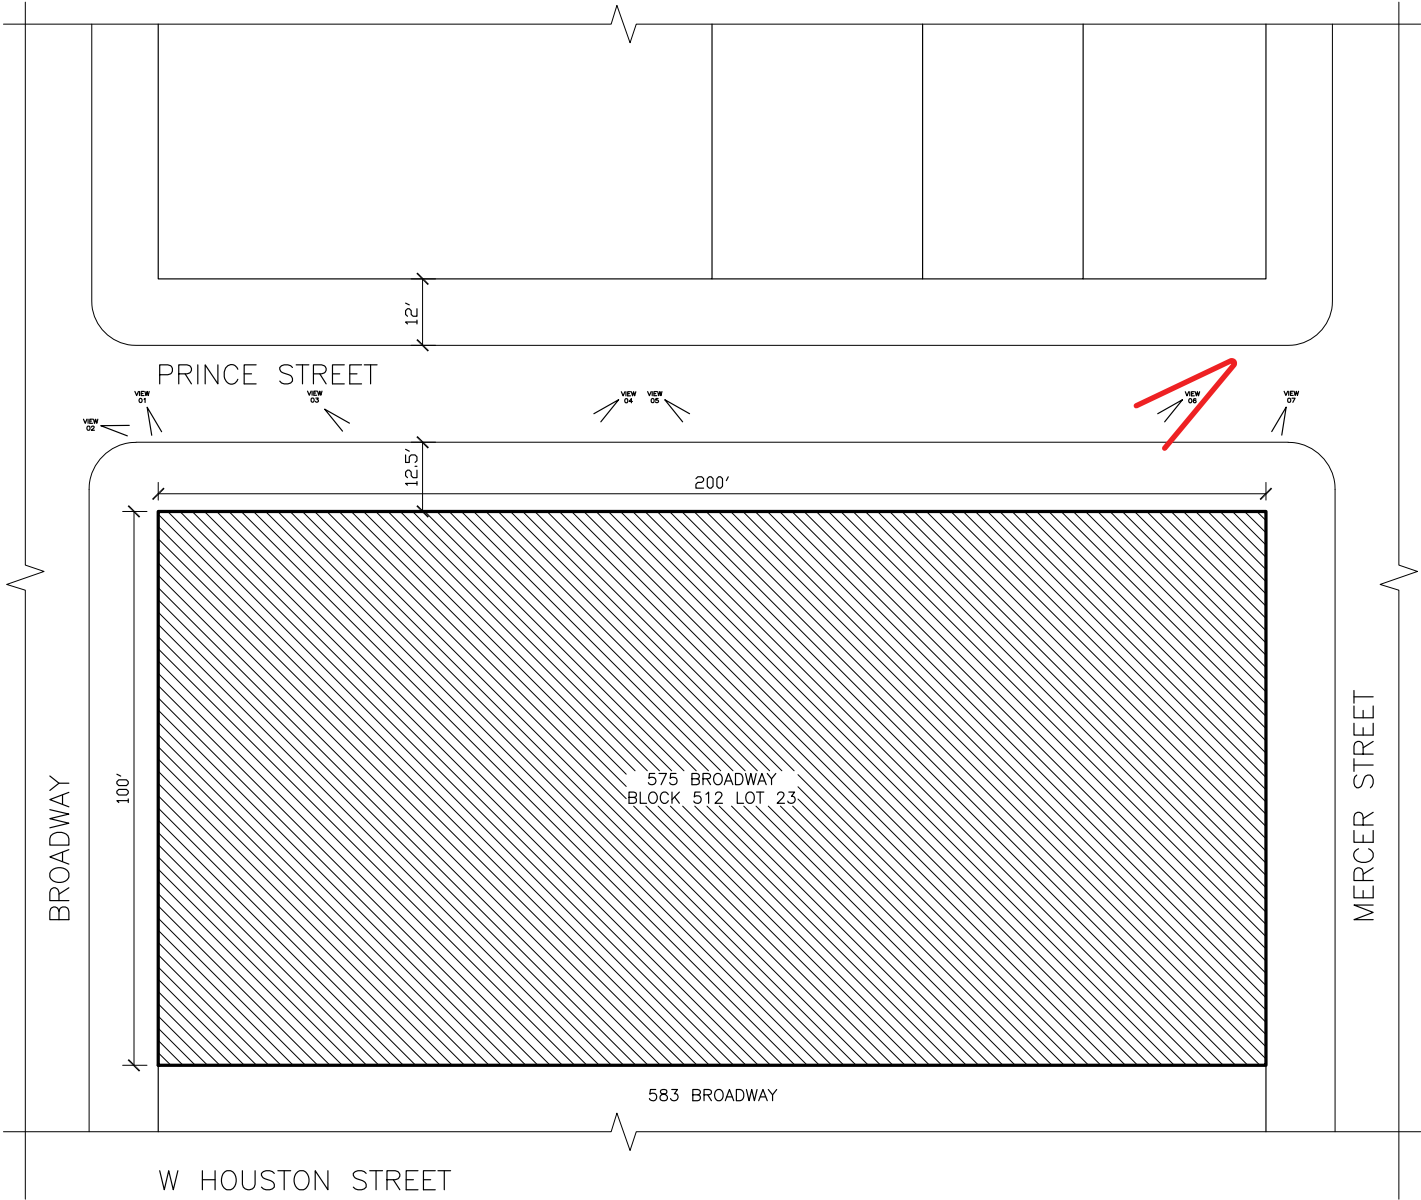 12'
PRINCE STREET
VIEW
01
VIEW
02
VIEW
03
VIEW
04
VIEW
05
VIEW
06
VIEW
07
12.5'
200'
100'
575 BROADWAY
BLOCK 512 LOT 23
BROADWAY
MERCER STREET
583 BROADWAY
W HOUSTON STREET